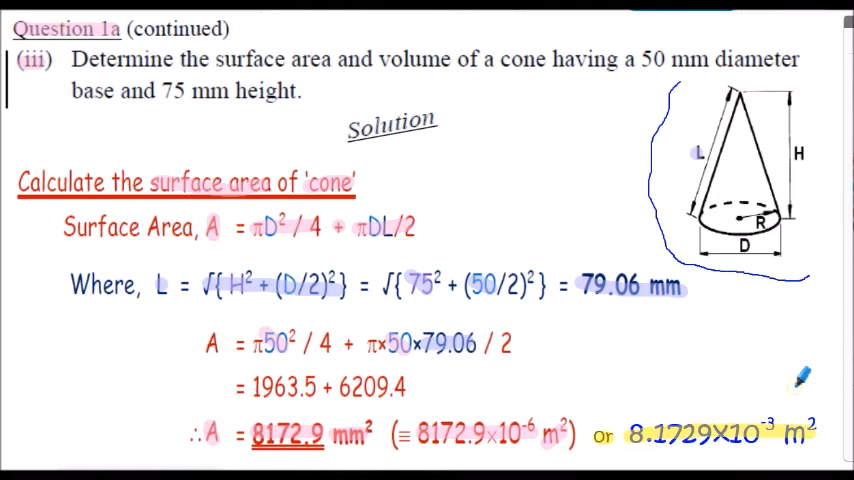 Question 1a (continued)
(iii) Determine the surface area and volume of a cone having a 50 mm diameter
base and 75 mm height.
Solution
Calculate the surface area of 'cone'
Surface Area, A = πD² / 4 + πDL/2
Where, L = √{ H² + (D/2)² } = √{ 75² + (50/2)² } = 79.06 mm
A = π50² / 4 + π×50×79.06 / 2
= 1963.5 + 6209.4
∴ A = 8172.9 mm² (≡ 8172.9×10⁻⁶ m²) or 8.1729×10⁻³ m²
L
H
R
D